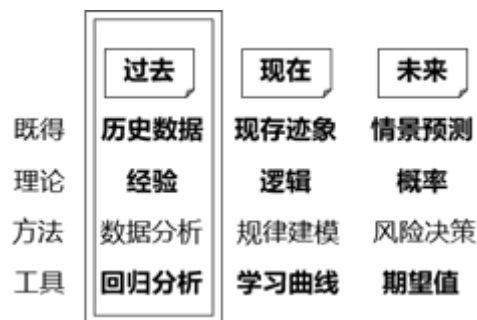 过去 现在 未来
既得 历史数据 现存迹象 情景预测
理论 经验 逻辑 概率
方法 数据分析 规律建模 风险决策
工具 回归分析 学习曲线 期望值